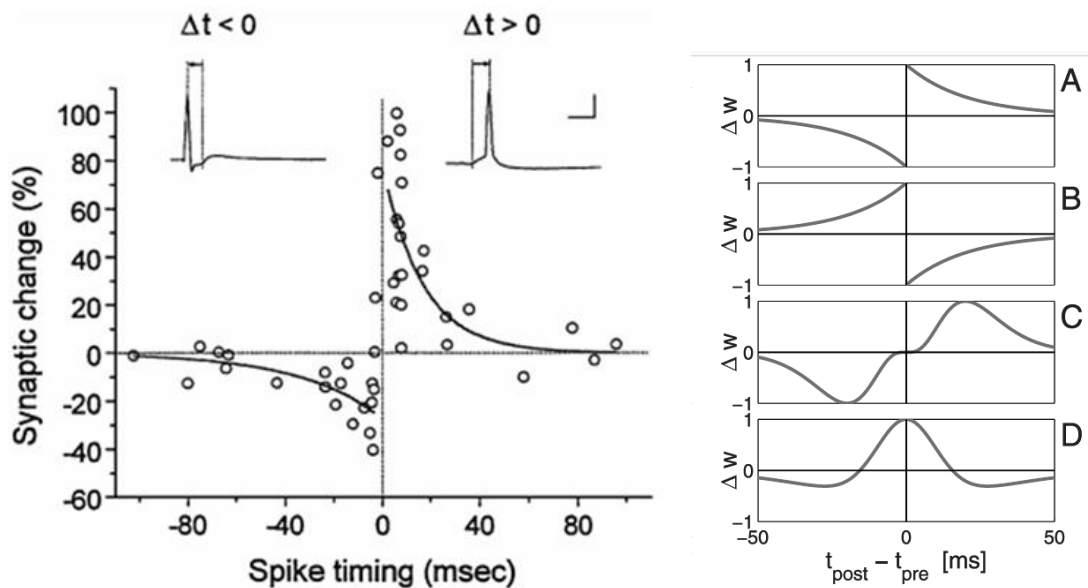 Δt < 0
Δt > 0
Synaptic change (%)
100
80
60
40
20
0
-20
-40
-60
-80
-40
0
40
80
Spike timing (msec)
A
Δ w
1
0
−1
B
Δ w
1
0
−1
C
Δ w
1
0
−1
D
Δ w
1
0
−1
−50
0
50
t_post − t_pre [ms]